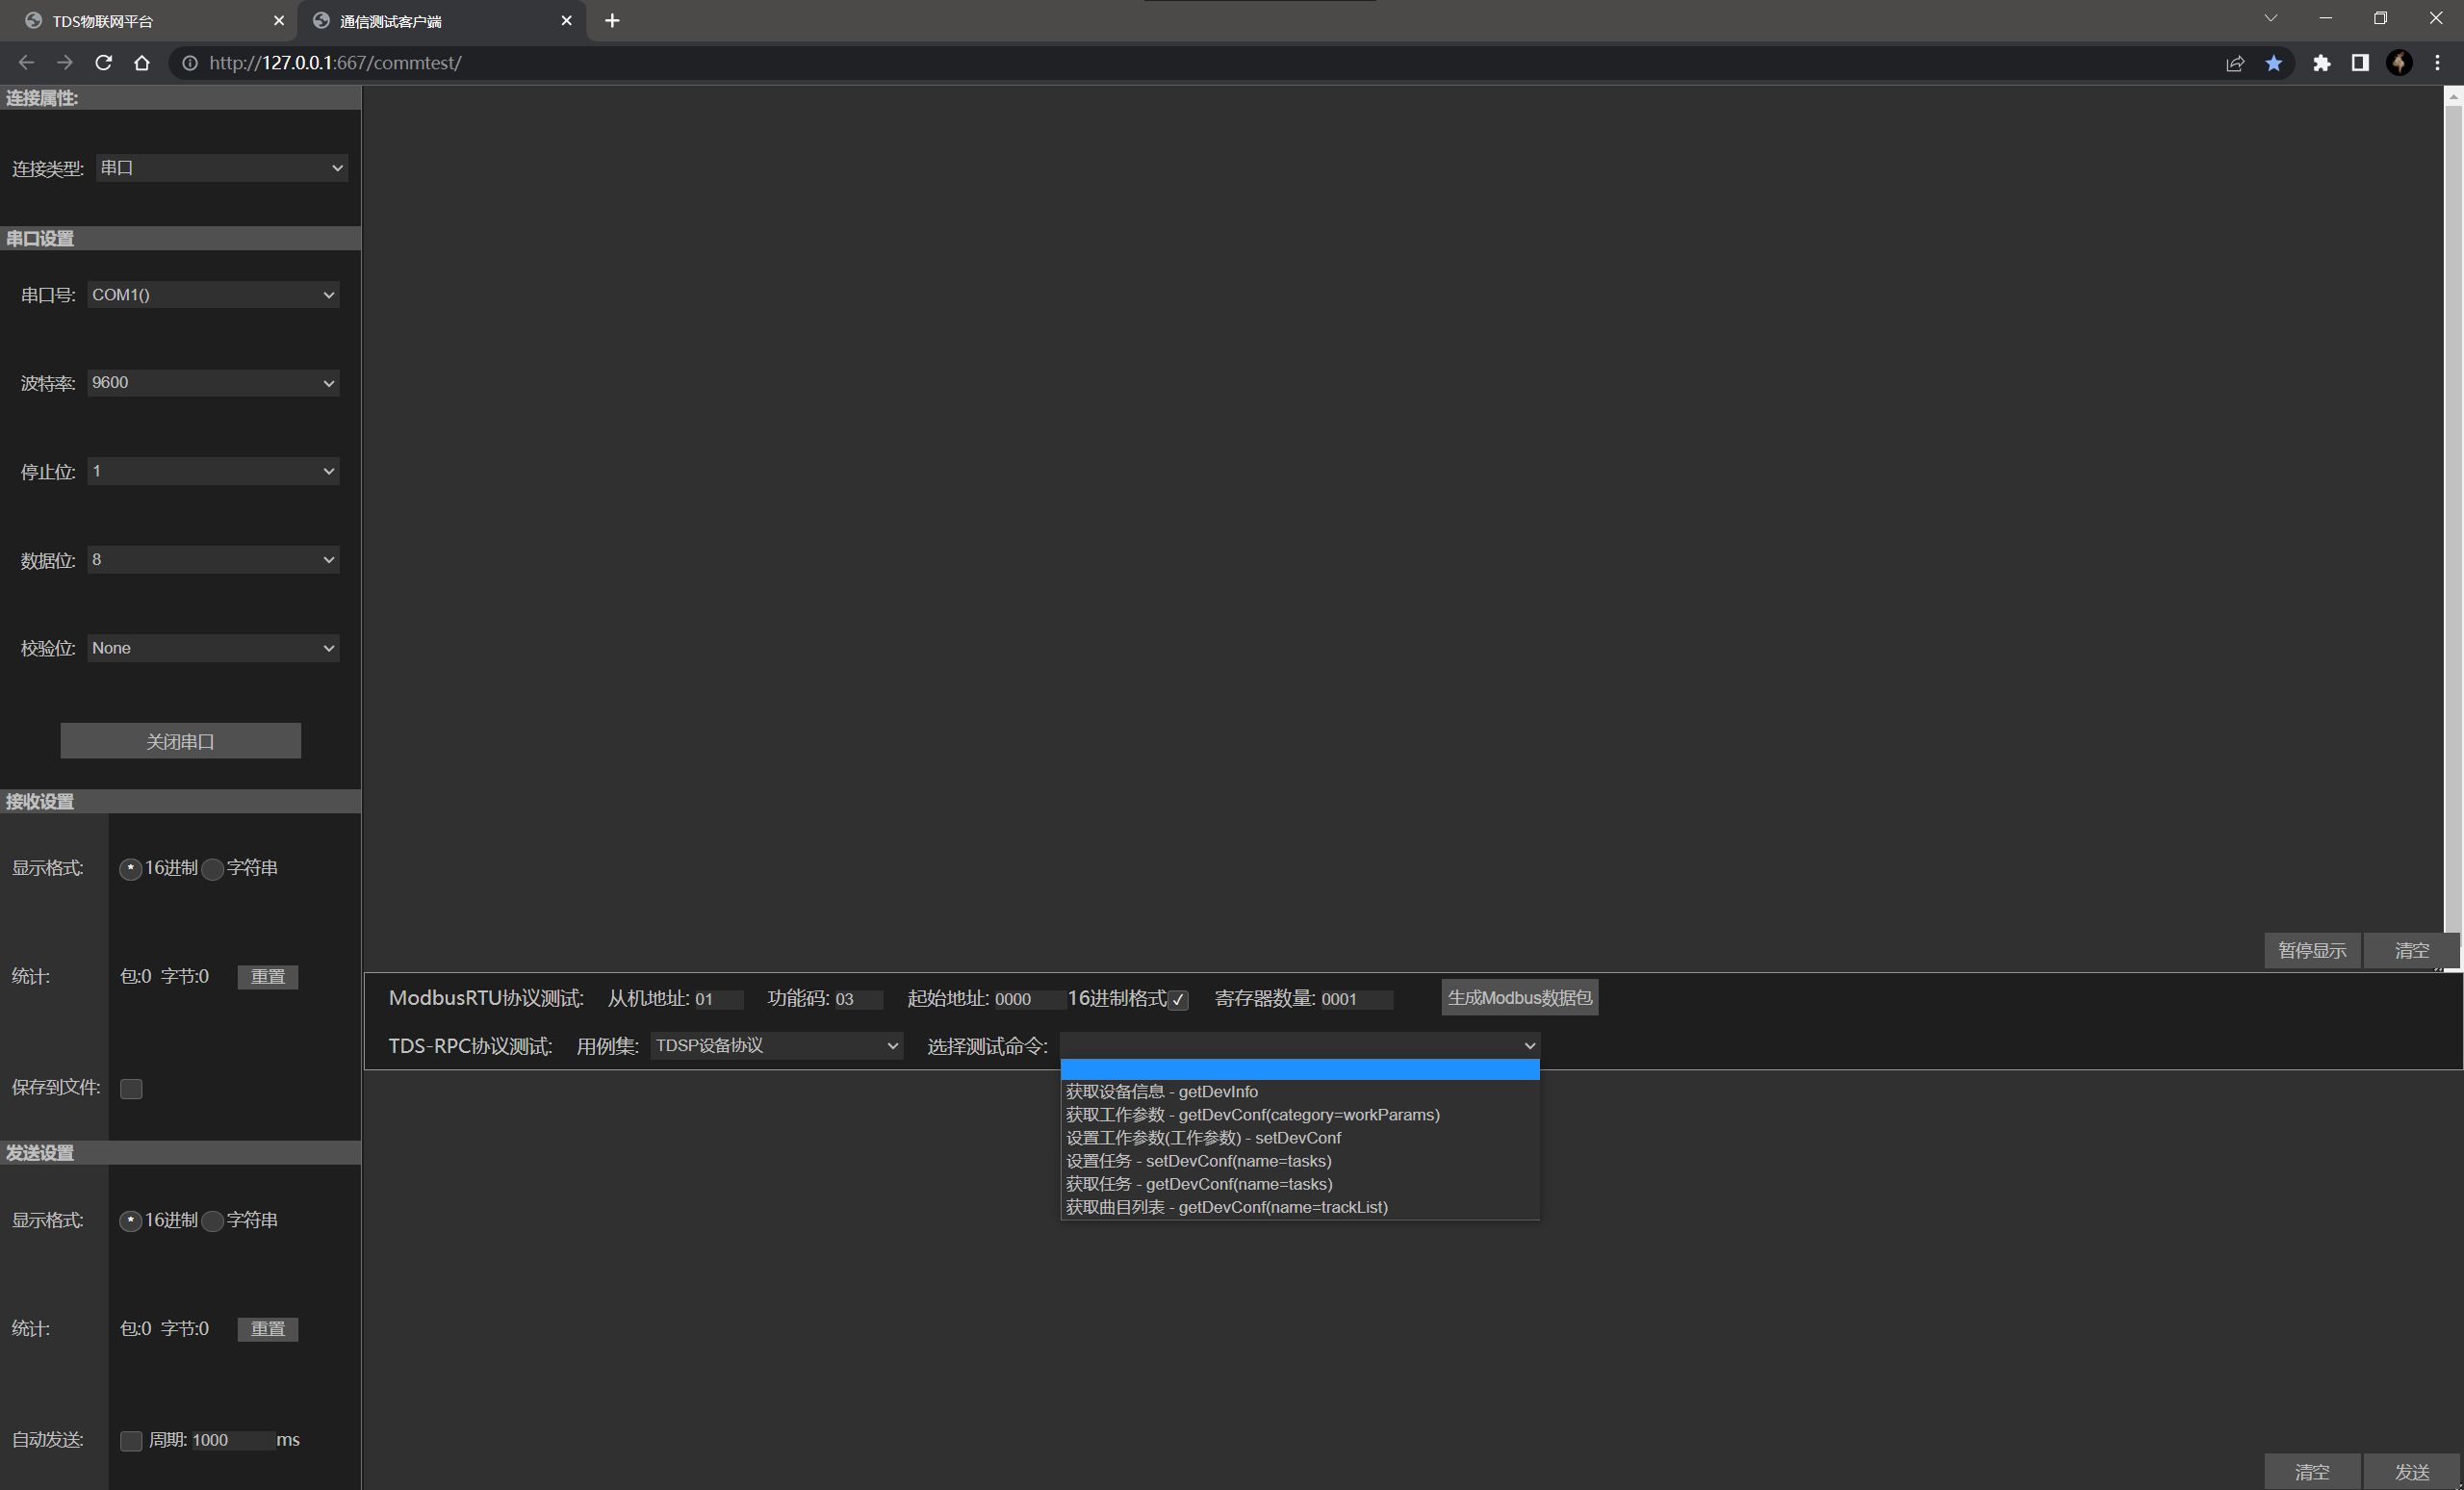 TDS物联网平台
通信测试客户端
http://127.0.0.1:667/commtest/
连接属性:
连接类型: 串口
串口设置
串口号: COM1()
波特率: 9600
停止位: 1
数据位: 8
校验位: None
关闭串口
接收设置
显示格式: 16进制 字符串
统计: 包:0 字节:0 重置
保存到文件:
发送设置
显示格式: 16进制 字符串
统计: 包:0 字节:0 重置
自动发送: 周期: 1000 ms
暂停显示 清空
ModbusRTU协议测试: 从机地址: 01 功能码: 03 起始地址: 0000 16进制格式 寄存器数量: 0001 生成Modbus数据包
TDS-RPC协议测试: 用例集: TDSP设备协议 选择测试命令:
获取设备信息 - getDevInfo
获取工作参数 - getDevConf(category=workParams)
设置工作参数(工作参数) - setDevConf
设置任务 - setDevConf(name=tasks)
获取任务 - getDevConf(name=tasks)
获取曲目列表 - getDevConf(name=trackList)
清空 发送